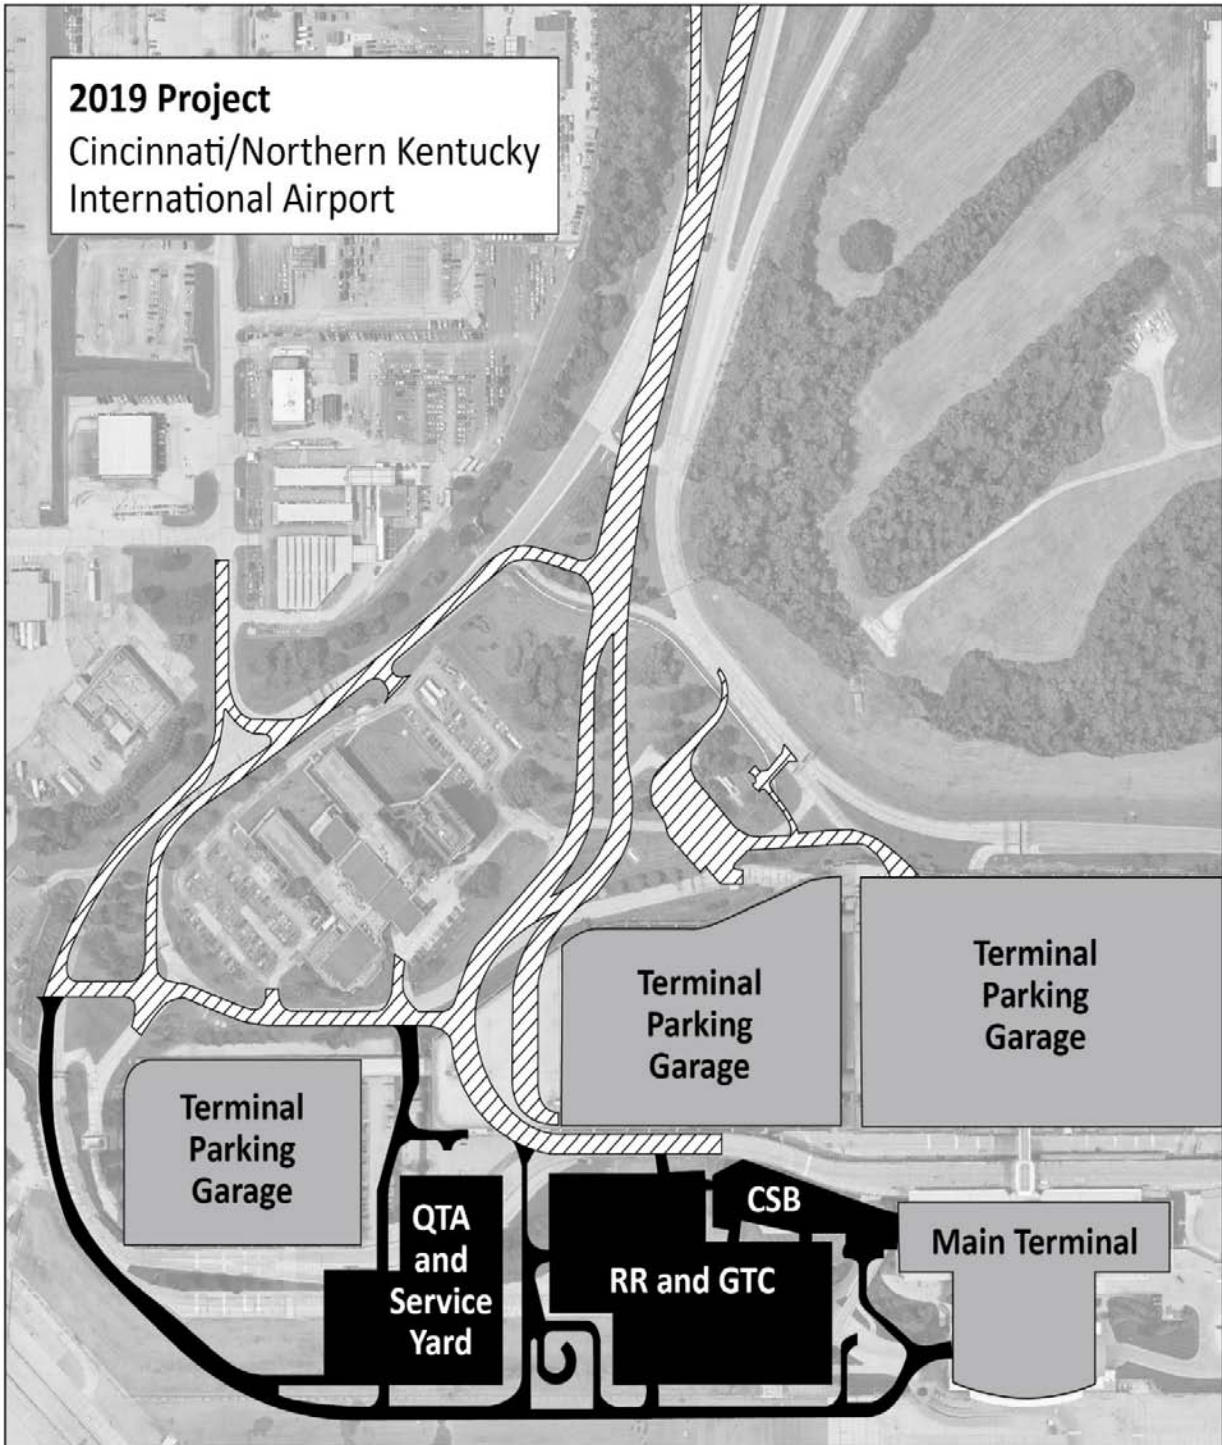 2019 Project
Cincinnati/Northern Kentucky
International Airport
Terminal
Parking
Garage
Terminal
Parking
Garage
Terminal
Parking
Garage
QTA
and
Service
Yard
CSB
RR and GTC
Main Terminal